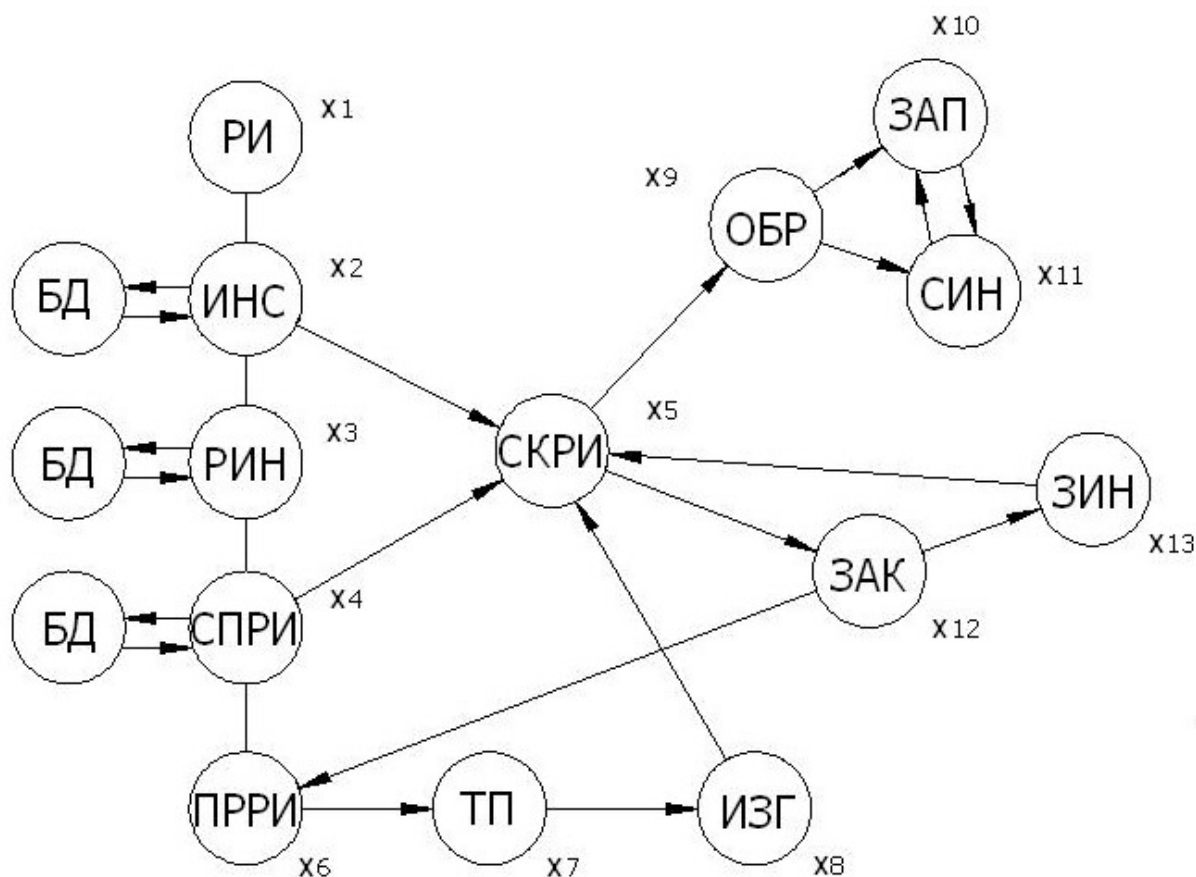 x10
ЗАП
РИ
x1
x9
ОБР
x2
БД
ИНС
СИН
x11
x3
x5
БД
РИН
СКРИ
ЗИН
x13
ЗАК
x4
БД
СПРИ
x12
ПРРИ
ТП
ИЗГ
x6
x7
x8